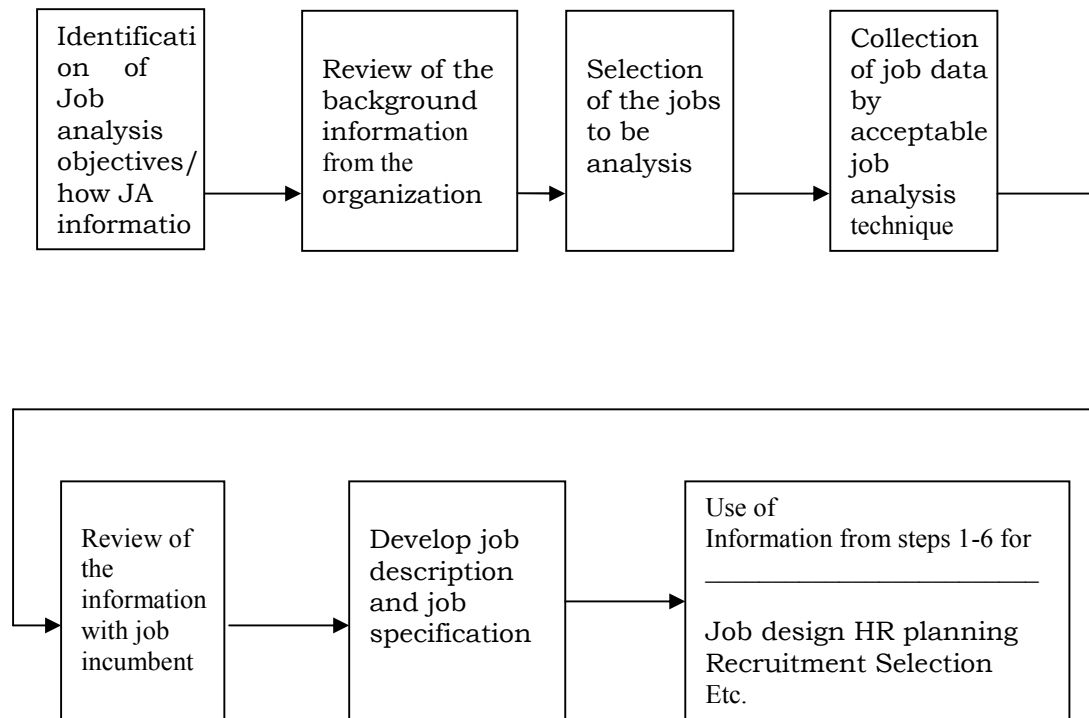 Identificati
on of
Job
analysis
objectives/
how JA
informatio
Review of the
background
information
from the
organization
Selection
of the jobs
to be
analysis
Collection
of job data
by
acceptable
job
analysis
technique
Review of
the
information
with job
incumbent
Develop job
description
and job
specification
Use of
Information from steps 1-6 for
_________________________
Job design HR planning
Recruitment Selection
Etc.